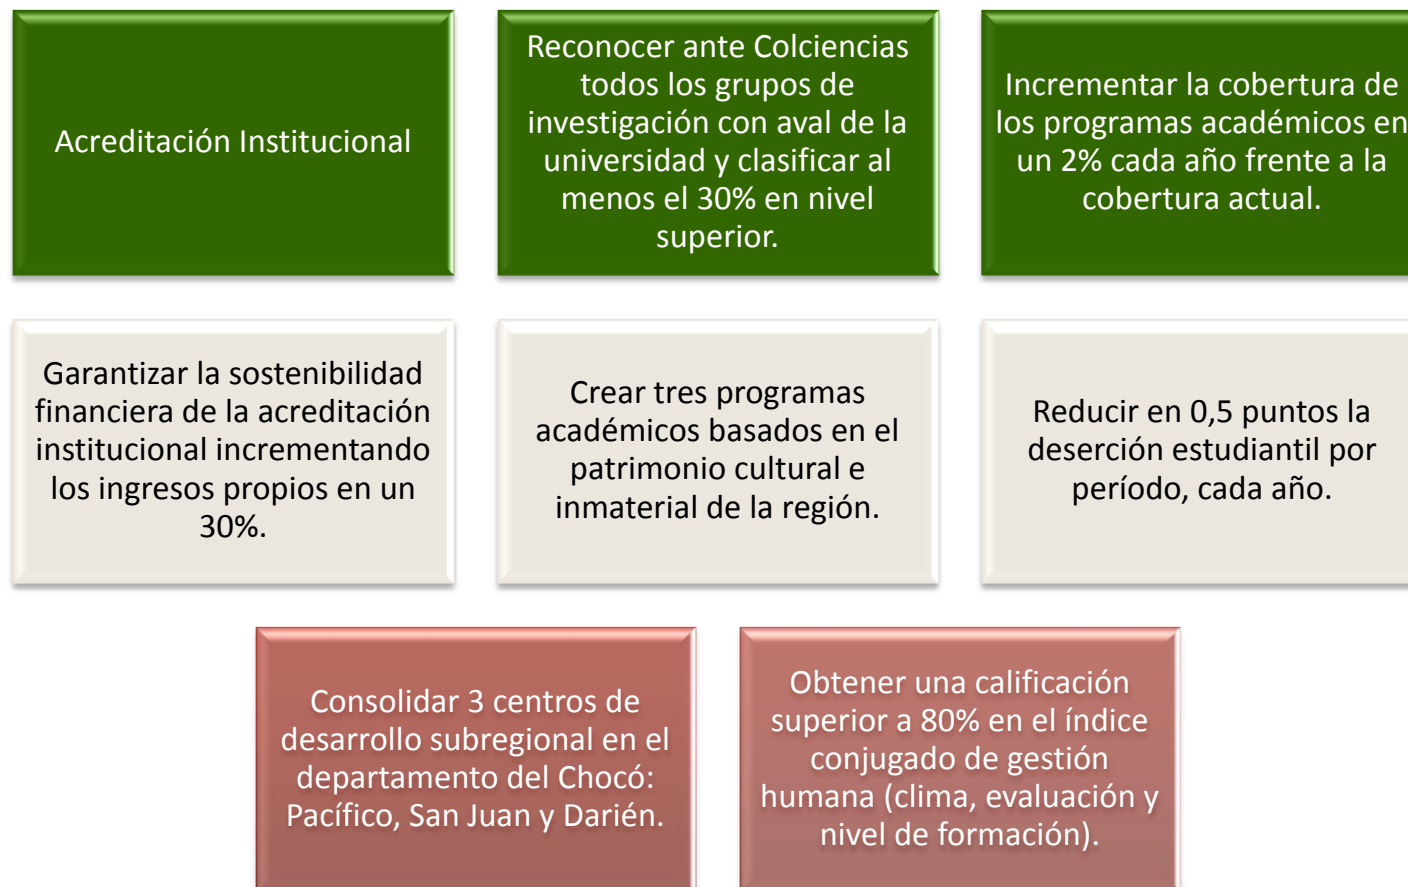 Acreditación Institucional
Reconocer ante Colciencias
todos los grupos de
investigación con aval de la
universidad y clasificar al
menos el 30% en nivel
superior.
Incrementar la cobertura de
los programas académicos en
un 2% cada año frente a la
cobertura actual.
Garantizar la sostenibilidad
financiera de la acreditación
institucional incrementando
los ingresos propios en un
30%.
Crear tres programas
académicos basados en el
patrimonio cultural e
inmaterial de la región.
Reducir en 0,5 puntos la
deserción estudiantil por
período, cada año.
Consolidar 3 centros de
desarrollo subregional en el
departamento del Chocó:
Pacífico, San Juan y Darién.
Obtener una calificación
superior a 80% en el índice
conjugado de gestión
humana (clima, evaluación y
nivel de formación).